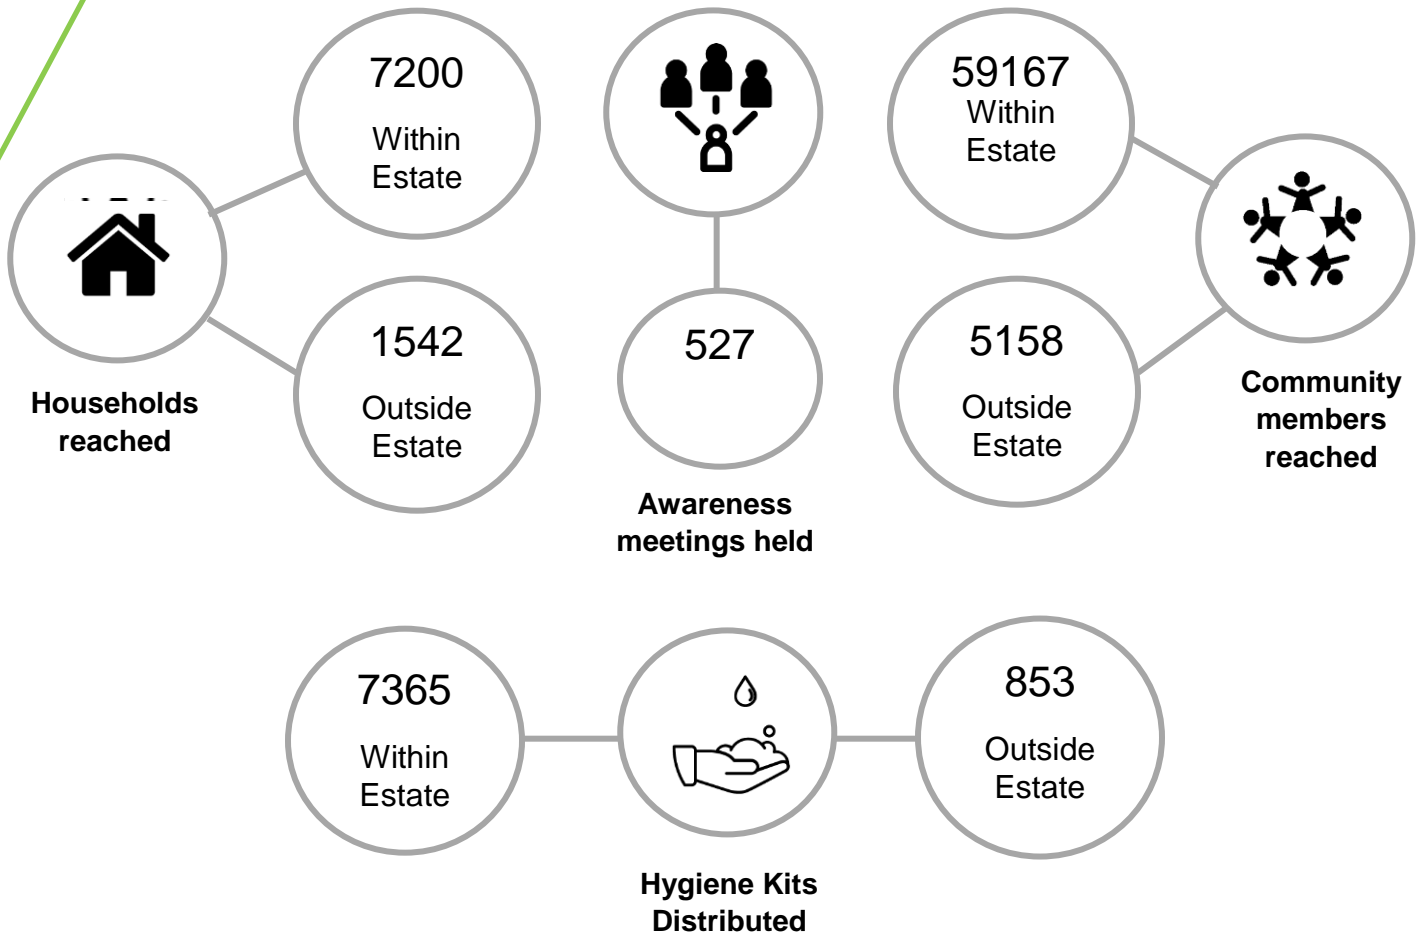 7200
Within
Estate
1542
Outside
Estate
Households
reached
527
Awareness
meetings held
59167
Within
Estate
5158
Outside
Estate
Community
members
reached
7365
Within
Estate
853
Outside
Estate
Hygiene Kits
Distributed